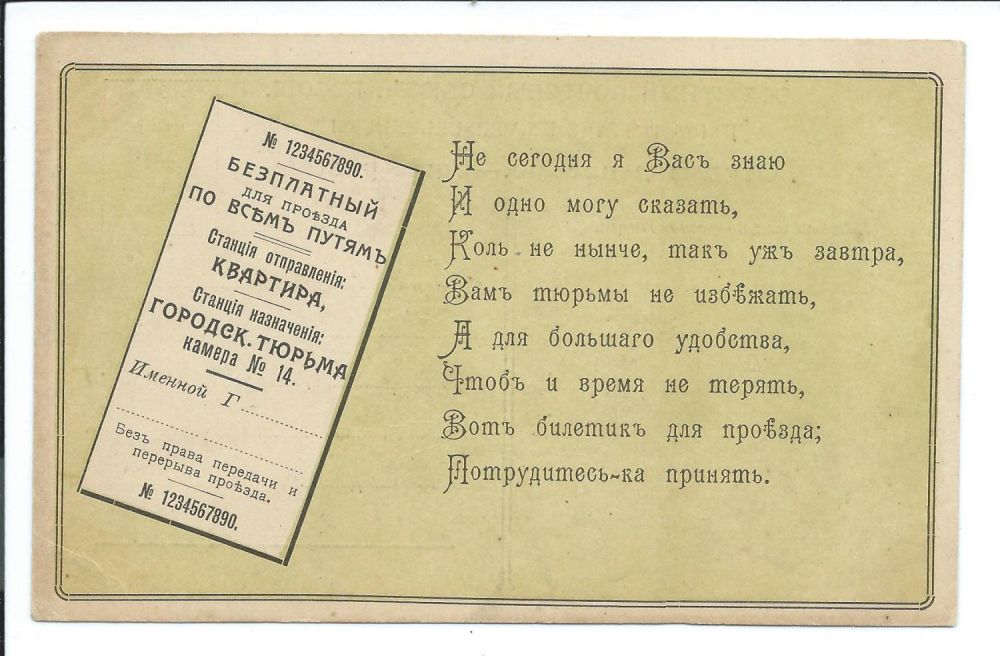 № 1234567890.
БЕЗПЛАТНЫЙ
для проѣзда
ПО ВСѢМЪ ПУТЯМЪ
Станція отправленія:
КВАРТИРА,
Станція назначенія:
ГОРОДСК. ТЮРЬМА
камера № 14.
Именной Г
Безъ права передачи и
перерыва проѣзда.
№ 1234567890.
Не сегодня я Васъ знаю
И одно могу сказать,
Коль не нынче, такъ ужъ завтра,
Вамъ тюрьмы не избѣжать,
А для большаго удобства,
Чтобъ и время не терять,
Вотъ билетикъ для проѣзда;
Потрудитесь-ка принять.